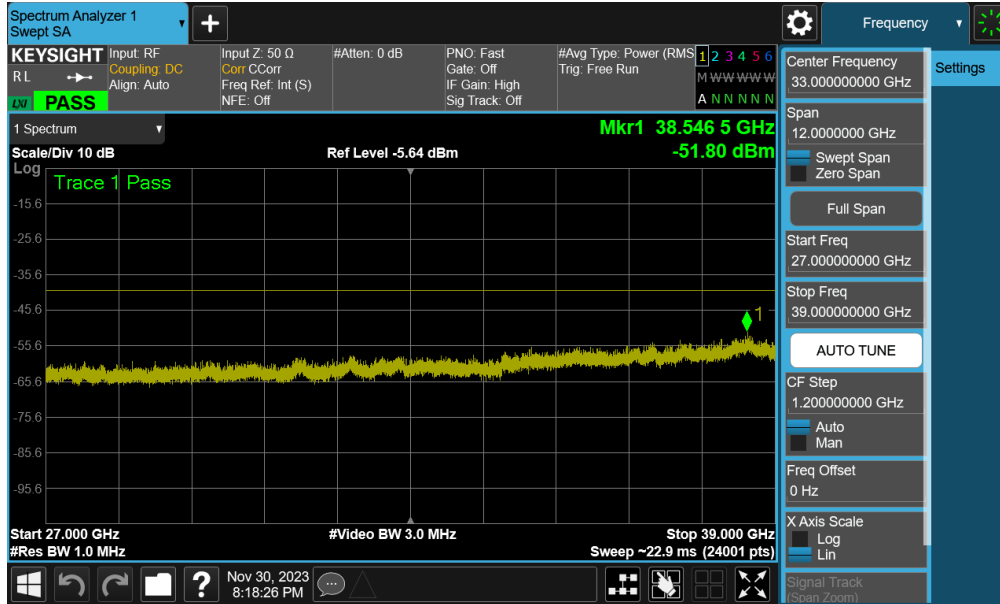 Spectrum Analyzer 1
Swept SA
Frequency
KEYSIGHT
R L
LXI
PASS
Input: RF
Coupling: DC
Align: Auto
Input Z: 50 Ω
Corr CCorr
Freq Ref: Int (S)
NFE: Off
#Atten: 0 dB
PNO: Fast
Gate: Off
IF Gain: High
Sig Track: Off
#Avg Type: Power (RMS
Trig: Free Run
1 2 3 4 5 6
M W W W W W
A N N N N N
1 Spectrum
Scale/Div 10 dB
Log
Ref Level -5.64 dBm
Mkr1 38.546 5 GHz
-51.80 dBm
Trace 1 Pass
-15.6
-25.6
-35.6
-45.6
-55.6
-65.6
-75.6
-85.6
-95.6
1
Start 27.000 GHz
#Res BW 1.0 MHz
#Video BW 3.0 MHz
Stop 39.000 GHz
Sweep ~22.9 ms (24001 pts)
Nov 30, 2023
8:18:26 PM
Center Frequency
33.000000000 GHz
Span
12.0000000 GHz
Swept Span
Zero Span
Full Span
Start Freq
27.000000000 GHz
Stop Freq
39.000000000 GHz
AUTO TUNE
CF Step
1.200000000 GHz
Auto
Man
Freq Offset
0 Hz
X Axis Scale
Log
Lin
Signal Track
(Span Zoom)
Settings